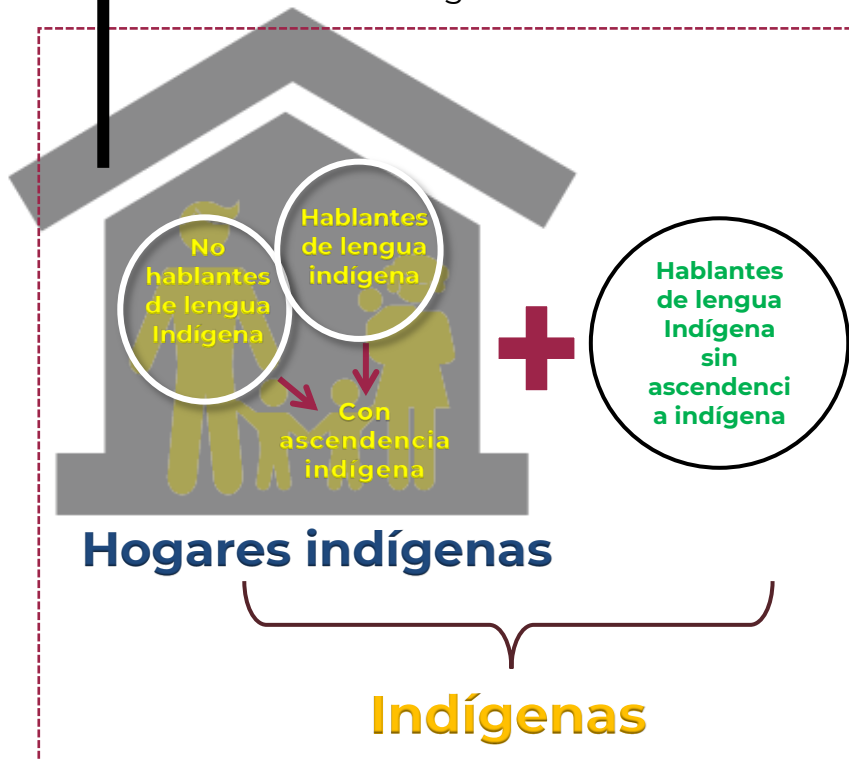 g
No
hablantes
de lengua
Indígena
Hablantes
de lengua
indígena
Con
ascendencia
indígena
Hablantes
de lengua
Indígena
sin
ascendenci
a indígena
Hogares indígenas
Indígenas